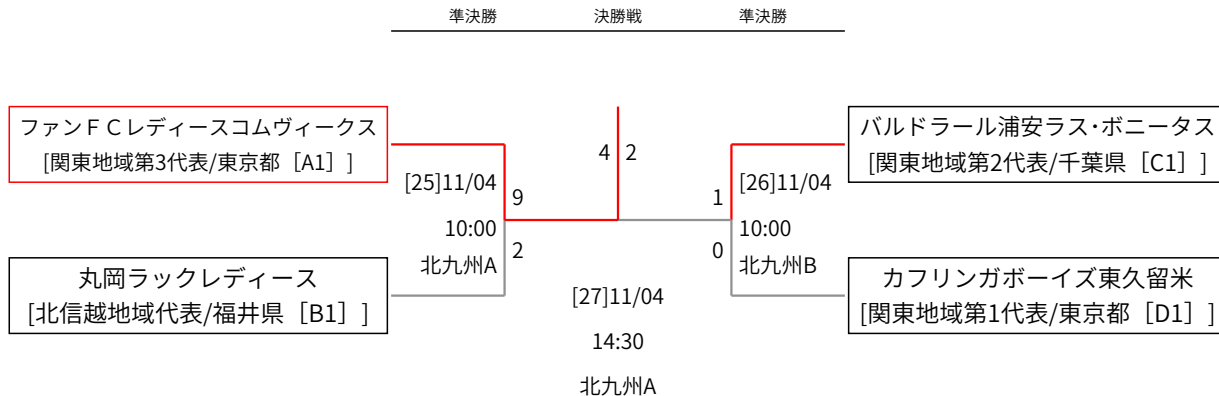 準決勝
決勝戦
準決勝
ファンＦＣレディースコムヴィークス
[関東地域第3代表/東京都［A1］]
バルドラール浦安ラス･ボニータス
[関東地域第2代表/千葉県［C1］]
4
2
[25]11/04
9
1
[26]11/04
10:00
2
0
10:00
北九州A
北九州B
丸岡ラックレディース
[北信越地域代表/福井県［B1］]
カフリンガボーイズ東久留米
[関東地域第1代表/東京都［D1］]
[27]11/04
14:30
北九州A